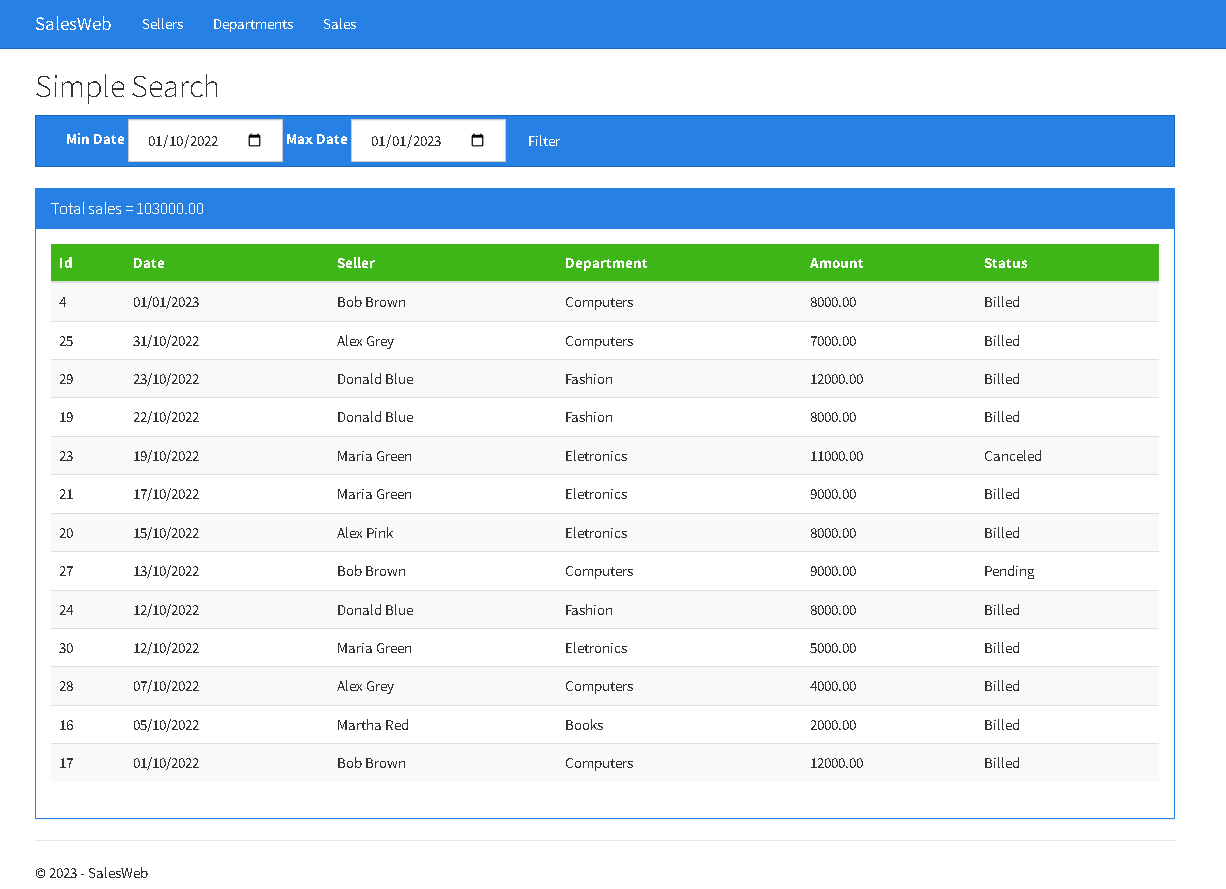 SalesWeb Sellers Departments Sales
Simple Search
Min Date 01/10/2022 Max Date 01/01/2023 Filter
Total sales = 103000.00
Id Date Seller Department Amount Status
4 01/01/2023 Bob Brown Computers 8000.00 Billed
25 31/10/2022 Alex Grey Computers 7000.00 Billed
29 23/10/2022 Donald Blue Fashion 12000.00 Billed
19 22/10/2022 Donald Blue Fashion 8000.00 Billed
23 19/10/2022 Maria Green Eletronics 11000.00 Canceled
21 17/10/2022 Maria Green Eletronics 9000.00 Billed
20 15/10/2022 Alex Pink Eletronics 8000.00 Billed
27 13/10/2022 Bob Brown Computers 9000.00 Pending
24 12/10/2022 Donald Blue Fashion 8000.00 Billed
30 12/10/2022 Maria Green Eletronics 5000.00 Billed
28 07/10/2022 Alex Grey Computers 4000.00 Billed
16 05/10/2022 Martha Red Books 2000.00 Billed
17 01/10/2022 Bob Brown Computers 12000.00 Billed
© 2023 - SalesWeb